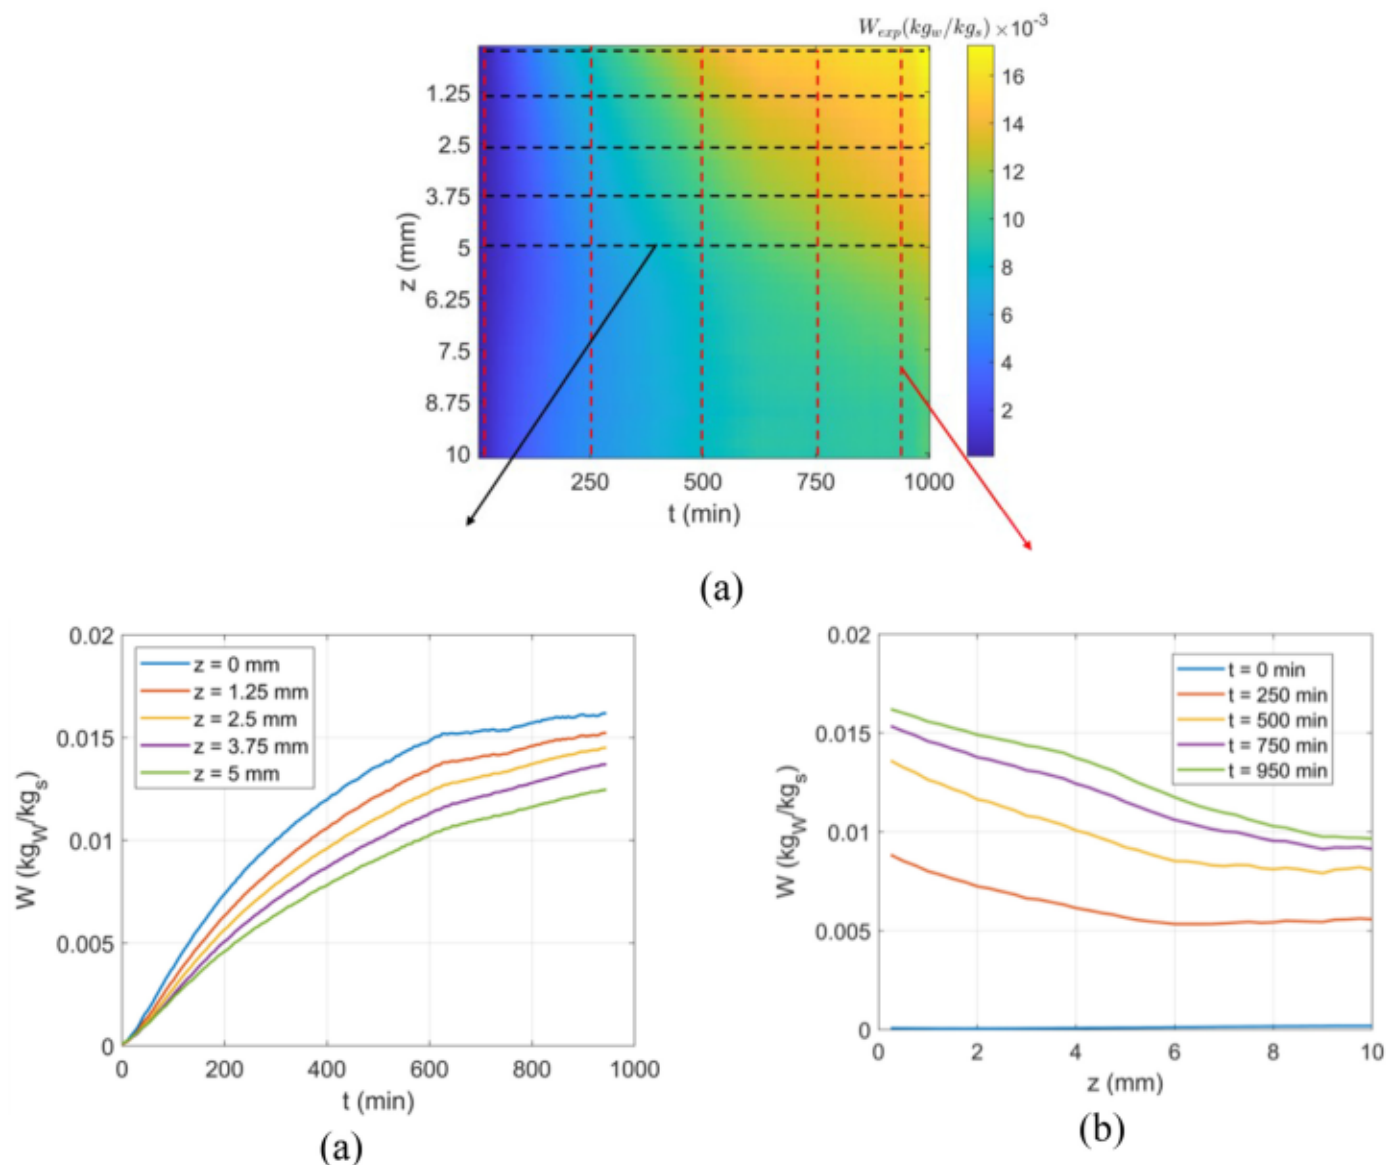 W_exp(kg_w/kg_s) ×10^-3
1.25
2.5
3.75
5
6.25
7.5
8.75
10
z (mm)
250 500 750 1000
t (min)
16
14
12
10
8
6
4
2
(a)
0.02
0.015
0.01
0.005
0
W (kg_W/kg_s)
z = 0 mm
z = 1.25 mm
z = 2.5 mm
z = 3.75 mm
z = 5 mm
0 200 400 600 800 1000
t (min)
(a)
0.02
0.015
0.01
0.005
0
W (kg_W/kg_s)
t = 0 min
t = 250 min
t = 500 min
t = 750 min
t = 950 min
0 2 4 6 8 10
z (mm)
(b)